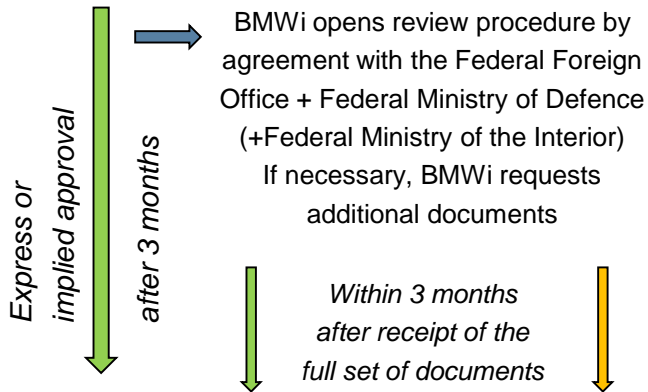 BMWi opens review procedure by
agreement with the Federal Foreign
Office + Federal Ministry of Defence
(+Federal Ministry of the Interior)
If necessary, BMWi requests
additional documents
Express or
implied approval
after 3 months
Within 3 months
after receipt of the
full set of documents